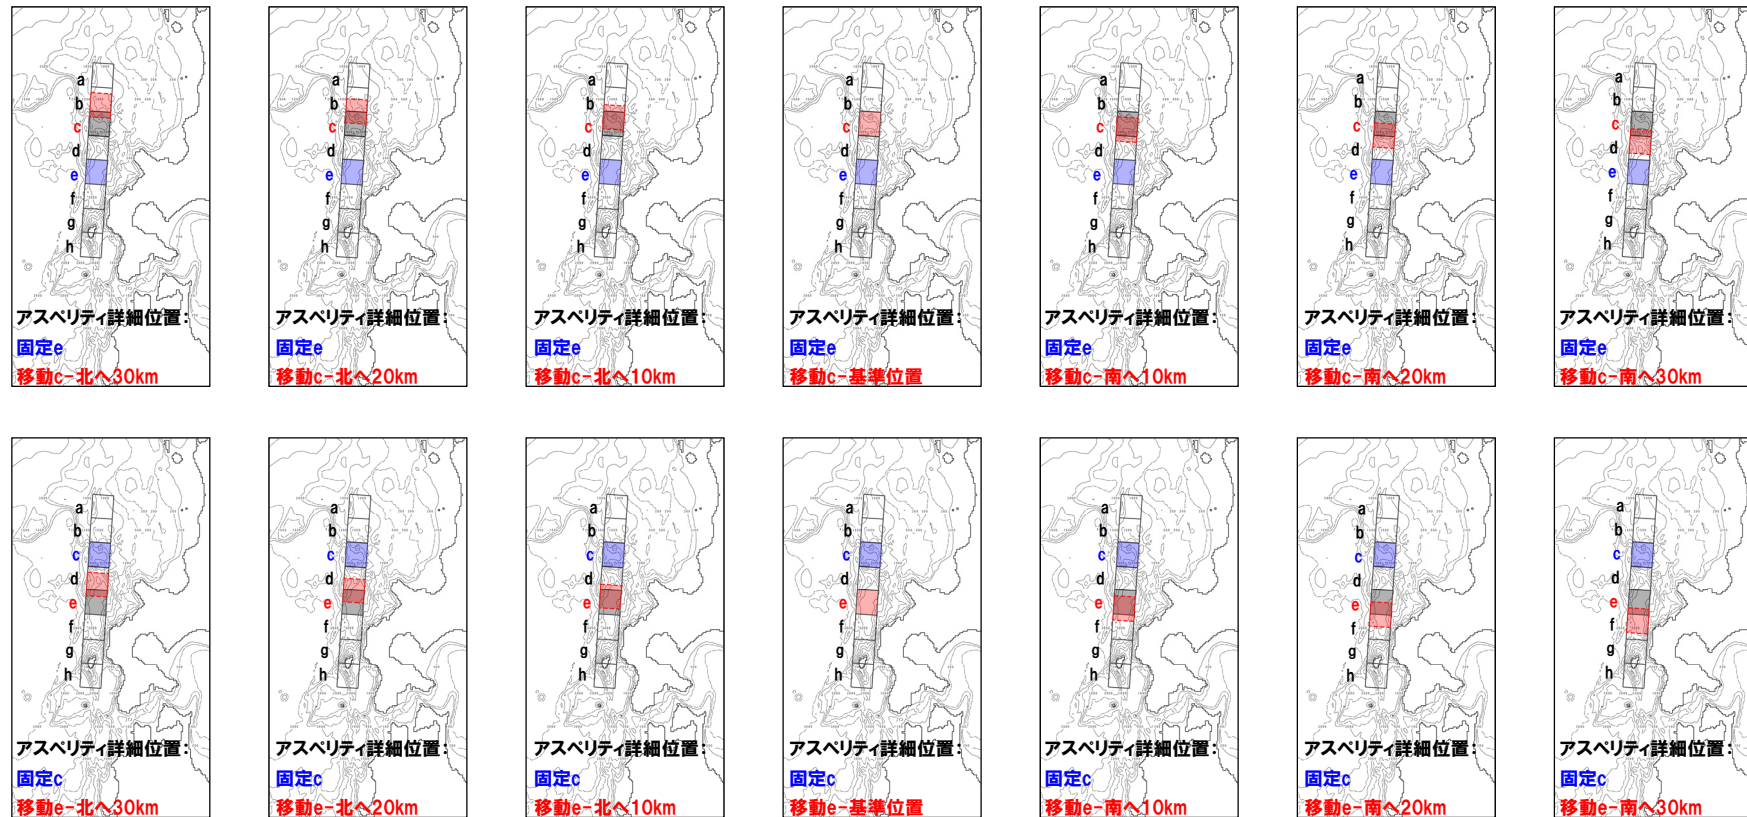 a
b
c
d
e
f
g
h
アスペリティ詳細位置:
固定e
移動c-北へ30km
a
b
c
d
e
f
g
h
アスペリティ詳細位置:
固定e
移動c-北へ20km
a
b
c
d
e
f
g
h
アスペリティ詳細位置:
固定e
移動c-北へ10km
a
b
c
d
e
f
g
h
アスペリティ詳細位置:
固定e
移動c-基準位置
a
b
c
d
e
f
g
h
アスペリティ詳細位置:
固定e
移動c-南へ10km
a
b
c
d
e
f
g
h
アスペリティ詳細位置:
固定e
移動c-南へ20km
a
b
c
d
e
f
g
h
アスペリティ詳細位置:
固定e
移動c-南へ30km
a
b
c
d
e
f
g
h
アスペリティ詳細位置:
固定c
移動e-北へ30km
a
b
c
d
e
f
g
h
アスペリティ詳細位置:
固定c
移動e-北へ20km
a
b
c
d
e
f
g
h
アスペリティ詳細位置:
固定c
移動e-北へ10km
a
b
c
d
e
f
g
h
アスペリティ詳細位置:
固定c
移動e-基準位置
a
b
c
d
e
f
g
h
アスペリティ詳細位置:
固定c
移動e-南へ10km
a
b
c
d
e
f
g
h
アスペリティ詳細位置:
固定c
移動e-南へ20km
a
b
c
d
e
f
g
h
アスペリティ詳細位置:
固定c
移動e-南へ30km